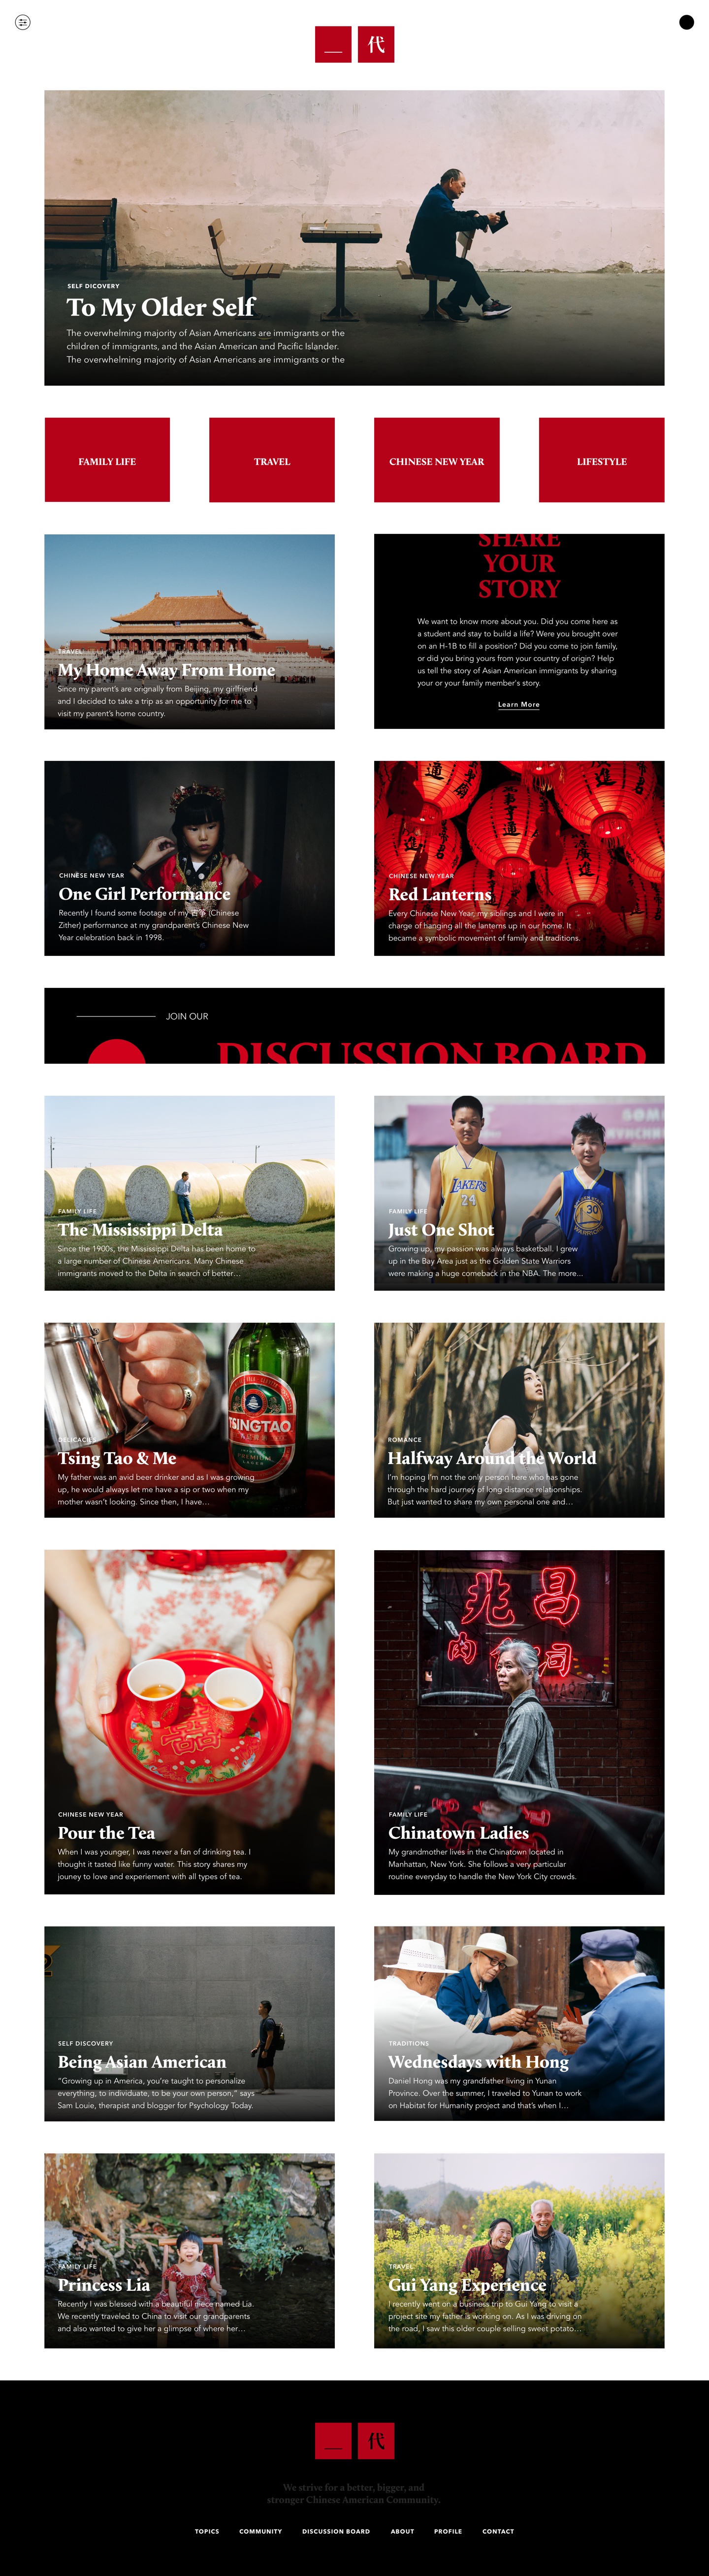 一 代
SELF DICOVERY
To My Older Self
The overwhelming majority of Asian Americans are immigrants or the
children of immigrants, and the Asian American and Pacific Islander.
The overwhelming majority of Asian Americans are immigrants or the
FAMILY LIFE
TRAVEL
CHINESE NEW YEAR
LIFESTYLE
TRAVEL
My Home Away From Home
Since my parent's are orignally from Beijing, my girlfriend
and I decided to take a trip as an opportunity for me to
visit my parent's home country.
SHARE
YOUR
STORY
We want to know more about you. Did you come here as
a student and stay to build a life? Were you brought over
on an H-1B to fill a position? Did you come to join family,
or did you bring yours from your country of origin? Help
us tell the story of Asian American immigrants by sharing
your or your family member's story.
Learn More
CHINESE NEW YEAR
One Girl Performance
Recently I found some footage of my 古箏 (Chinese
Zither) performance at my grandparent's Chinese New
Year celebration back in 1998.
CHINESE NEW YEAR
Red Lanterns
Every Chinese New Year, my siblings and I were in
charge of hanging all the lanterns up in our home. It
became a symbolic movement of family and traditions.
JOIN OUR
DISCUSSION BOARD
FAMILY LIFE
The Mississippi Delta
Since the 1900s, the Mississippi Delta has been home to
a large number of Chinese Americans. Many Chinese
immigrants moved to the Delta in search of better...
LAKERS
24
30
WARRIORS
FAMILY LIFE
Just One Shot
Growing up, my passion was always basketball. I grew
up in the Bay Area just as the Golden State Warriors
were making a huge comeback in the NBA. The more...
TSINGTAO
DELICACIES
Tsing Tao & Me
My father was an avid beer drinker and as I was growing
up, he would always let me have a sip or two when my
mother wasn't looking. Since then, I have...
ROMANCE
Halfway Around the World
I'm hoping I'm not the only person here who has gone
through the hard journey of long distance relationships.
But just wanted to share my own personal one and...
CHINESE NEW YEAR
Pour the Tea
When I was younger, I was never a fan of drinking tea. I
thought it tasted like funny water. This story shares my
jouney to love and experiement with all types of tea.
兆昌
肉
FAMILY LIFE
Chinatown Ladies
My grandmother lives in the Chinatown located in
Manhattan, New York. She follows a very particular
routine everyday to handle the New York City crowds.
SELF DISCOVERY
Being Asian American
"Growing up in America, you're taught to personalize
everything, to individuate, to be your own person," says
Sam Louie, therapist and blogger for Psychology Today.
TRADITIONS
Wednesdays with Hong
Daniel Hong was my grandfather living in Yunan
Province. Over the summer, I traveled to Yunan to work
on Habitat for Humanity project and that's when I...
FAMILY LIFE
Princess Lia
Recently I was blessed with a beautiful niece named Lia.
We recently traveled to China to visit our grandparents
and also wanted to give her a glimpse of where her...
TRAVEL
Gui Yang Experience
I recently went on a business trip to Gui Yang to visit a
project site my father is working on. As I was driving on
the road, I saw this older couple selling sweet potato...
一 代
We strive for a better, bigger, and
stronger Chinese American Community.
TOPICS COMMUNITY DISCUSSION BOARD ABOUT PROFILE CONTACT